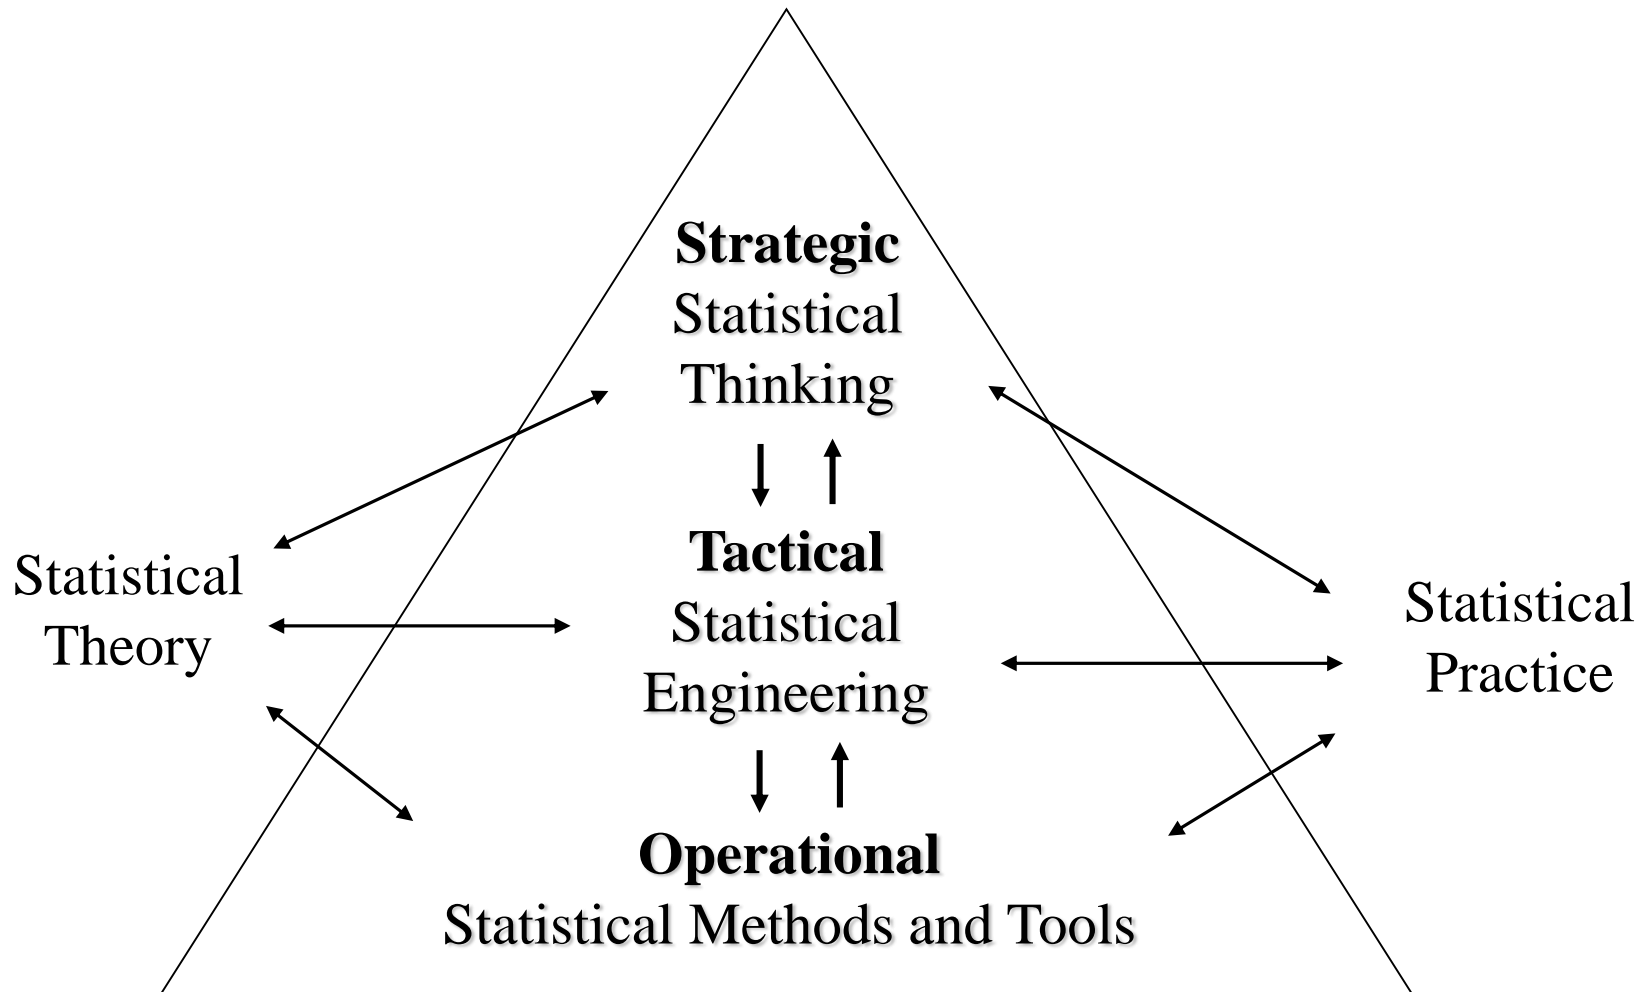 Strategic
Statistical
Thinking
Tactical
Statistical
Engineering
Operational
Statistical Methods and Tools
Statistical
Theory
Statistical
Practice